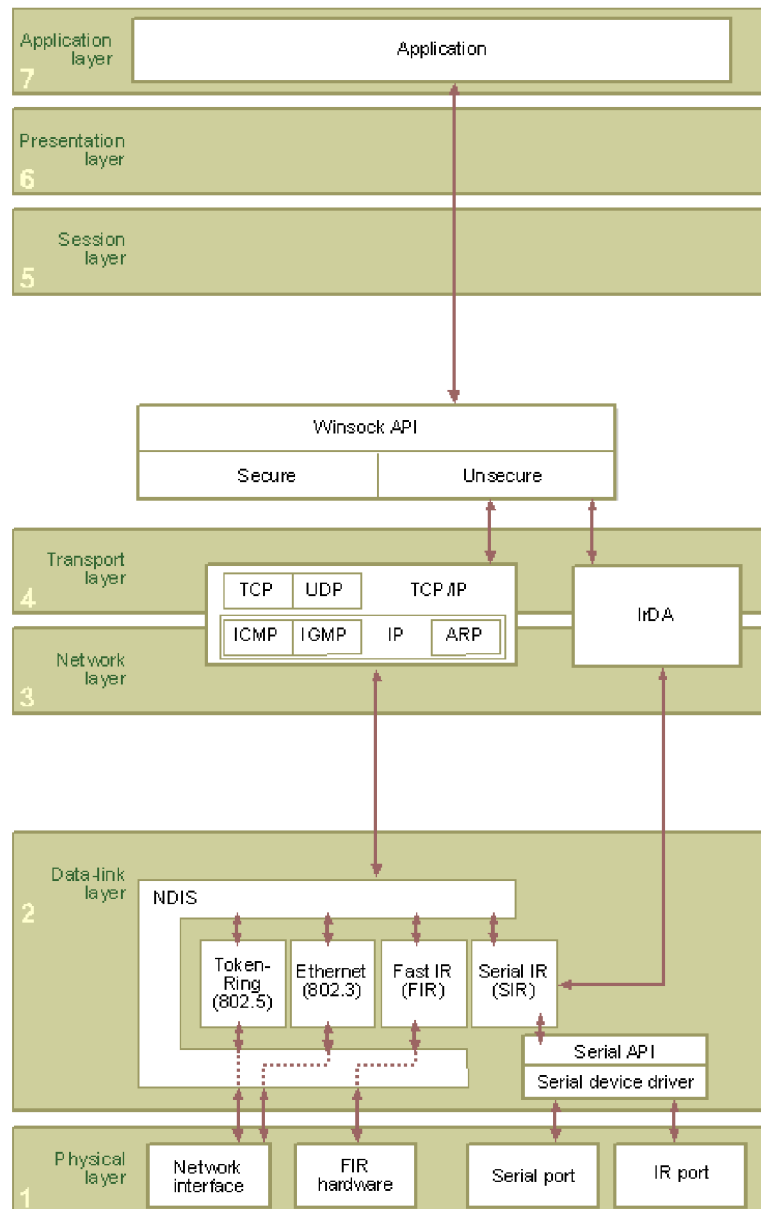 Application
layer
7
Application
Presentation
layer
6
Session
layer
5
Winsock API
Secure
Unsecure
Transport
layer
4
TCP
UDP
TCP/IP
IrDA
ICMP
IGMP
IP
ARP
Network
layer
3
Data-link
layer
2
NDIS
Token-
Ring
(802.5)
Ethernet
(802.3)
Fast IR
(FIR)
Serial IR
(SIR)
Serial API
Serial device driver
Physical
layer
1
Network
interface
FIR
hardware
Serial port
IR port